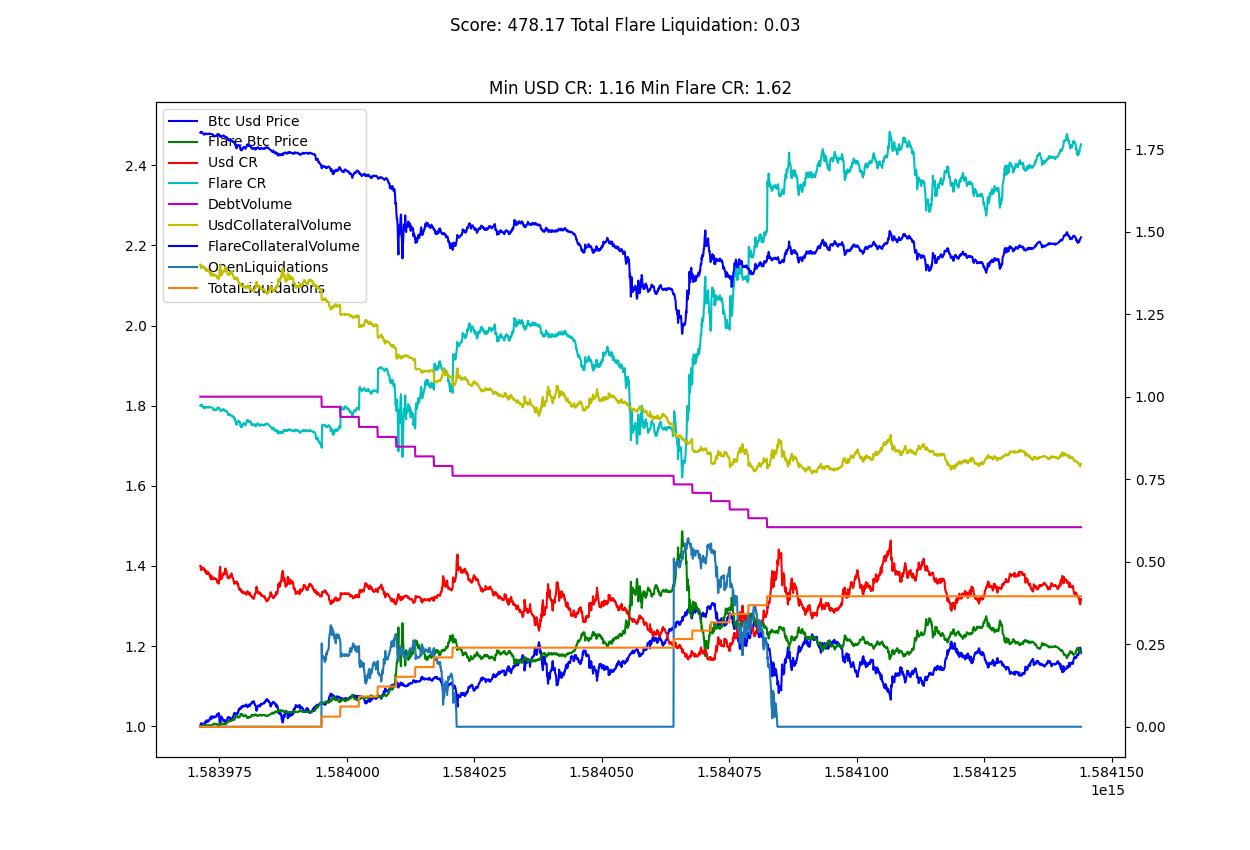 Score: 478.17 Total Flare Liquidation: 0.03
Min USD CR: 1.16 Min Flare CR: 1.62
Btc Usd Price
Flare Btc Price
Usd CR
Flare CR
DebtVolume
UsdCollateralVolume
FlareCollateralVolume
OpenLiquidations
TotalLiquidations
2.4
2.2
2.0
1.8
1.6
1.4
1.2
1.0
1.75
1.50
1.25
1.00
0.75
0.50
0.25
0.00
1.583975 1.584000 1.584025 1.584050 1.584075 1.584100 1.584125 1.584150
1e15